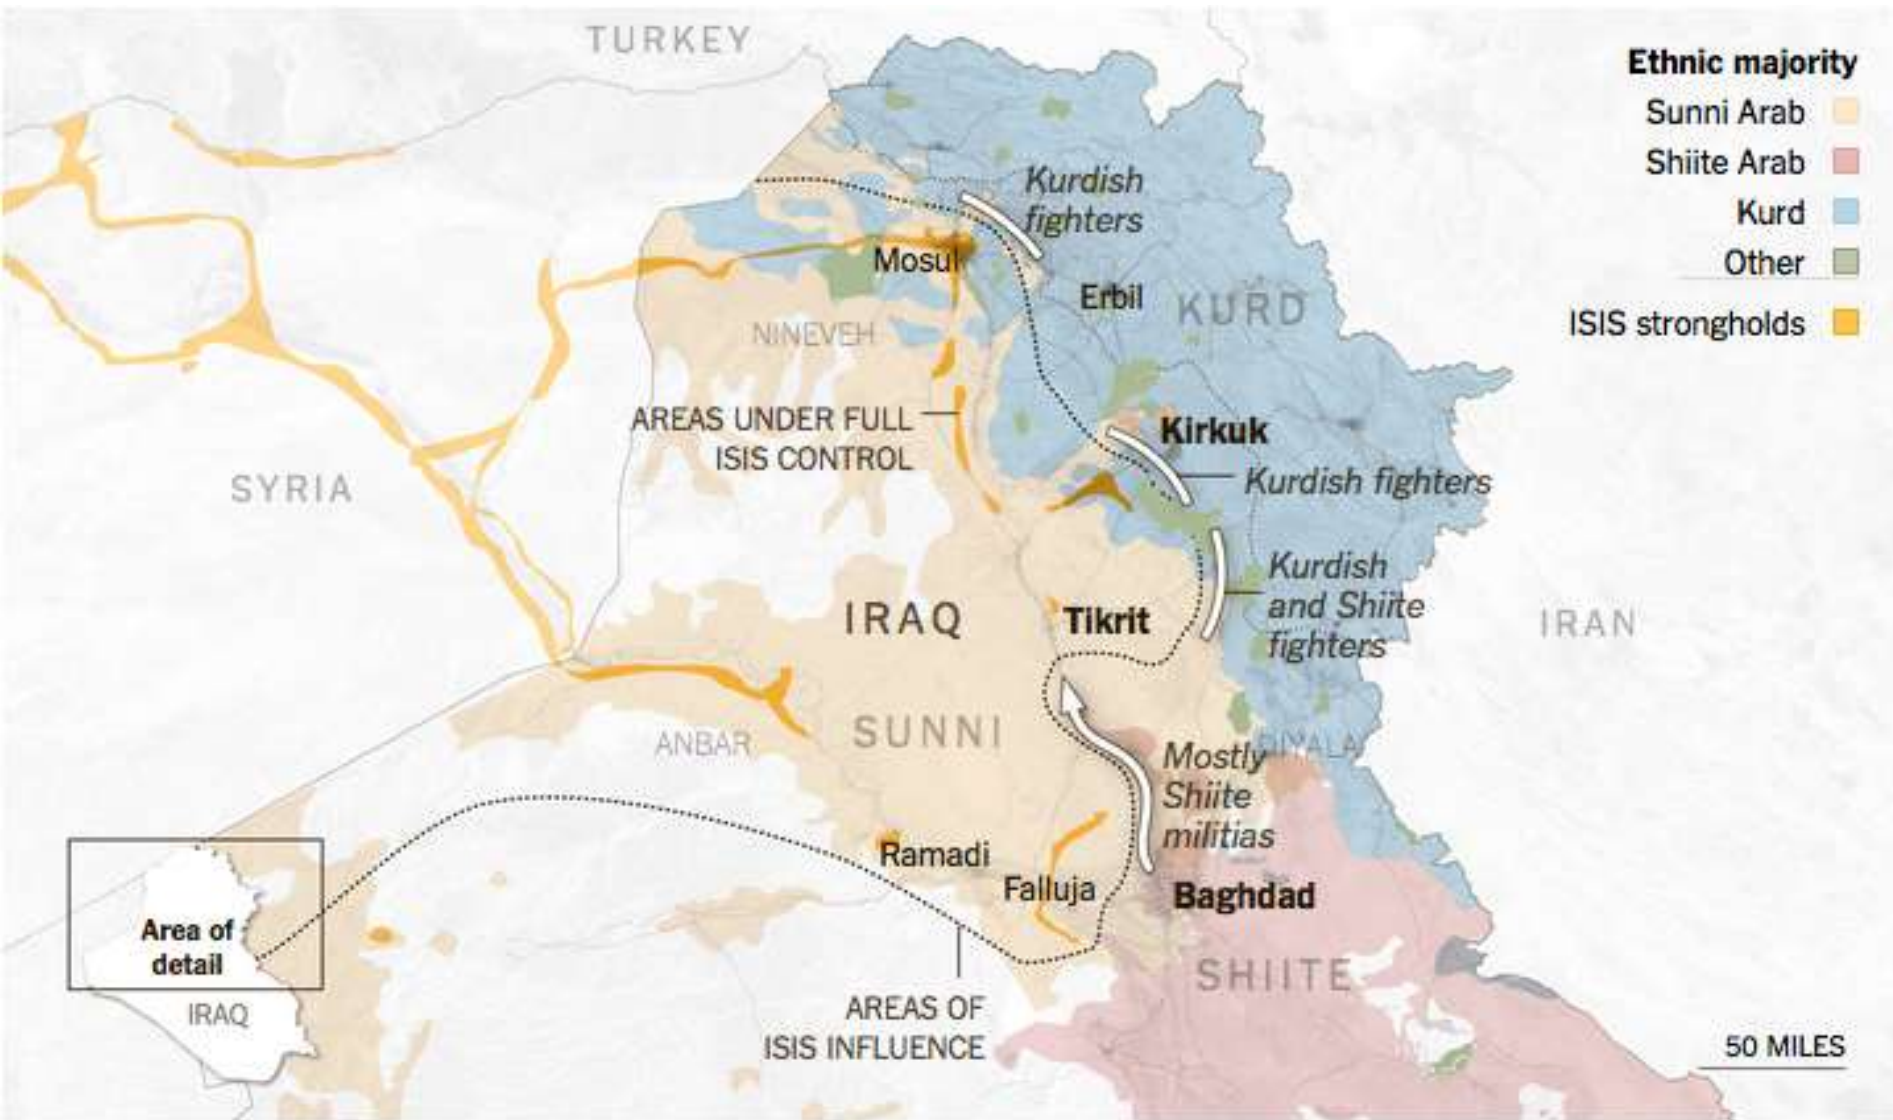 TURKEY
Ethnic majority
Sunni Arab
Shiite Arab
Kurd
Other
ISIS strongholds
Kurdish
fighters
Mosul
Erbil
KURD
NINEVEH
AREAS UNDER FULL
ISIS CONTROL
Kirkuk
Kurdish fighters
SYRIA
Kurdish
and Shiite
fighters
IRAQ
Tikrit
IRAN
SUNNI
ANBAR
DIYALA
Mostly
Shiite
militias
Ramadi
Falluja
Baghdad
Area of
detail
IRAQ
SHIITE
AREAS OF
ISIS INFLUENCE
50 MILES